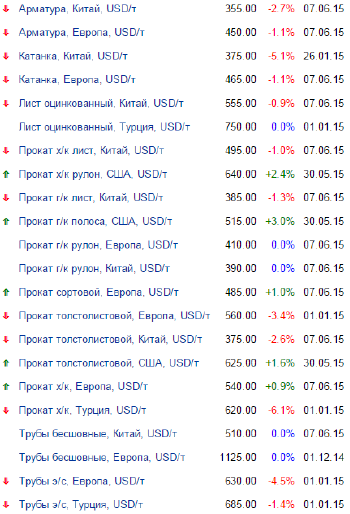 Арматура, Китай, USD/т 355.00 -2.7% 07.06.15
Арматура, Европа, USD/т 450.00 -1.1% 07.06.15
Катанка, Китай, USD/т 375.00 -5.1% 26.01.15
Катанка, Европа, USD/т 465.00 -1.1% 07.06.15
Лист оцинкованный, Китай, USD/т 555.00 -0.9% 07.06.15
Лист оцинкованный, Турция, USD/т 750.00 0.0% 01.01.15
Прокат х/к лист, Китай, USD/т 495.00 -1.0% 07.06.15
Прокат х/к рулон, США, USD/т 640.00 +2.4% 30.05.15
Прокат г/к лист, Китай, USD/т 385.00 -1.3% 07.06.15
Прокат г/к полоса, США, USD/т 515.00 +3.0% 30.05.15
Прокат г/к рулон, Европа, USD/т 410.00 0.0% 07.06.15
Прокат г/к рулон, Китай, USD/т 390.00 0.0% 07.06.15
Прокат сортовой, Европа, USD/т 485.00 +1.0% 07.06.15
Прокат толстолистовой, Европа, USD/т 560.00 -3.4% 01.01.15
Прокат толстолистовой, Китай, USD/т 375.00 -2.6% 07.06.15
Прокат толстолистовой, США, USD/т 625.00 +1.6% 30.05.15
Прокат х/к, Европа, USD/т 540.00 +0.9% 07.06.15
Прокат х/к, Турция, USD/т 620.00 -6.1% 01.01.15
Трубы бесшовные, Китай, USD/т 510.00 0.0% 07.06.15
Трубы бесшовные, Европа, USD/т 1125.00 0.0% 01.12.14
Трубы э/с, Европа, USD/т 630.00 -4.5% 01.01.15
Трубы э/с, Турция, USD/т 685.00 -1.4% 01.01.15